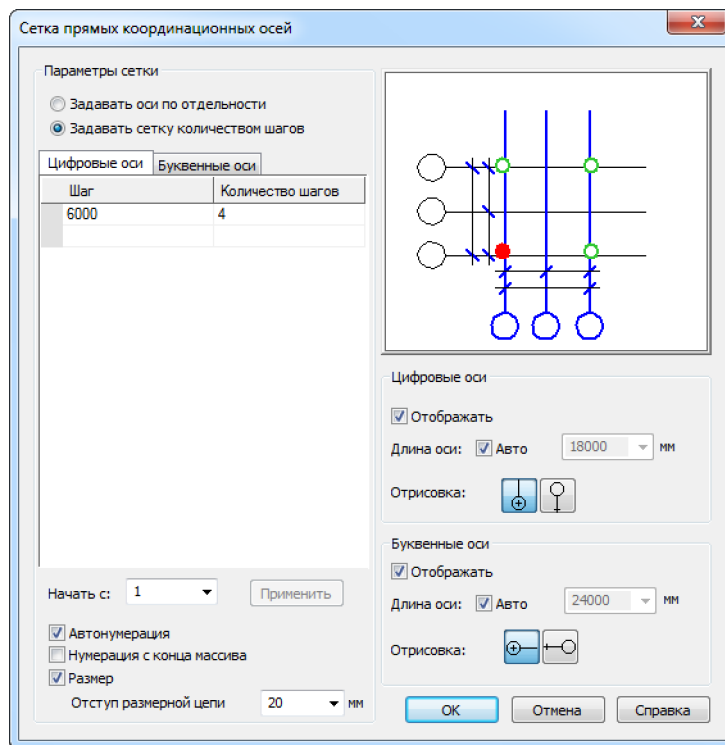 Сетка прямых координационных осей
Параметры сетки
Задавать оси по отдельности
Задавать сетку количеством шагов
Цифровые оси Буквенные оси
Шаг Количество шагов
6000 4
Начать с: 1 Применить
Автонумерация
Нумерация с конца массива
Размер
Отступ размерной цепи 20 мм
Цифровые оси
Отображать
Длина оси: Авто 18000 мм
Отрисовка:
Буквенные оси
Отображать
Длина оси: Авто 24000 мм
Отрисовка:
ОК Отмена Справка